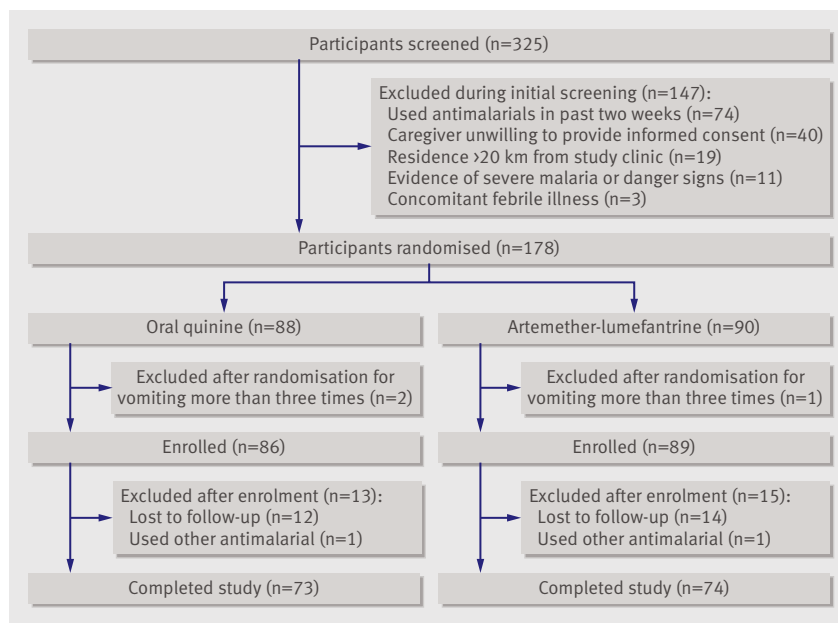 Participants screened (n=325)
Excluded during initial screening (n=147):
Used antimalarials in past two weeks (n=74)
Caregiver unwilling to provide informed consent (n=40)
Residence >20 km from study clinic (n=19)
Evidence of severe malaria or danger signs (n=11)
Concomitant febrile illness (n=3)
Participants randomised (n=178)
Oral quinine (n=88)
Artemether-lumefantrine (n=90)
Excluded after randomisation for
vomiting more than three times (n=2)
Excluded after randomisation for
vomiting more than three times (n=1)
Enrolled (n=86)
Enrolled (n=89)
Excluded after enrolment (n=13):
Lost to follow-up (n=12)
Used other antimalarial (n=1)
Excluded after enrolment (n=15):
Lost to follow-up (n=14)
Used other antimalarial (n=1)
Completed study (n=73)
Completed study (n=74)